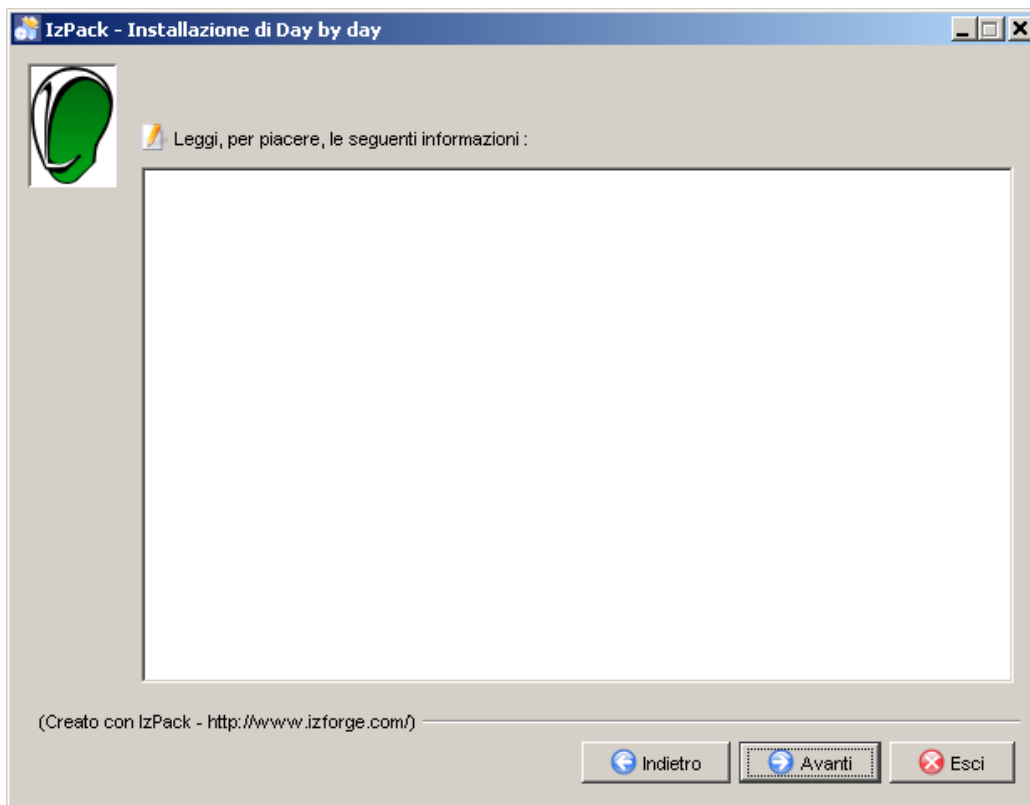 IzPack - Installazione di Day by day
Leggi, per piacere, le seguenti informazioni :
(Creato con IzPack - http://www.izforge.com/)
Indietro
Avanti
Esci